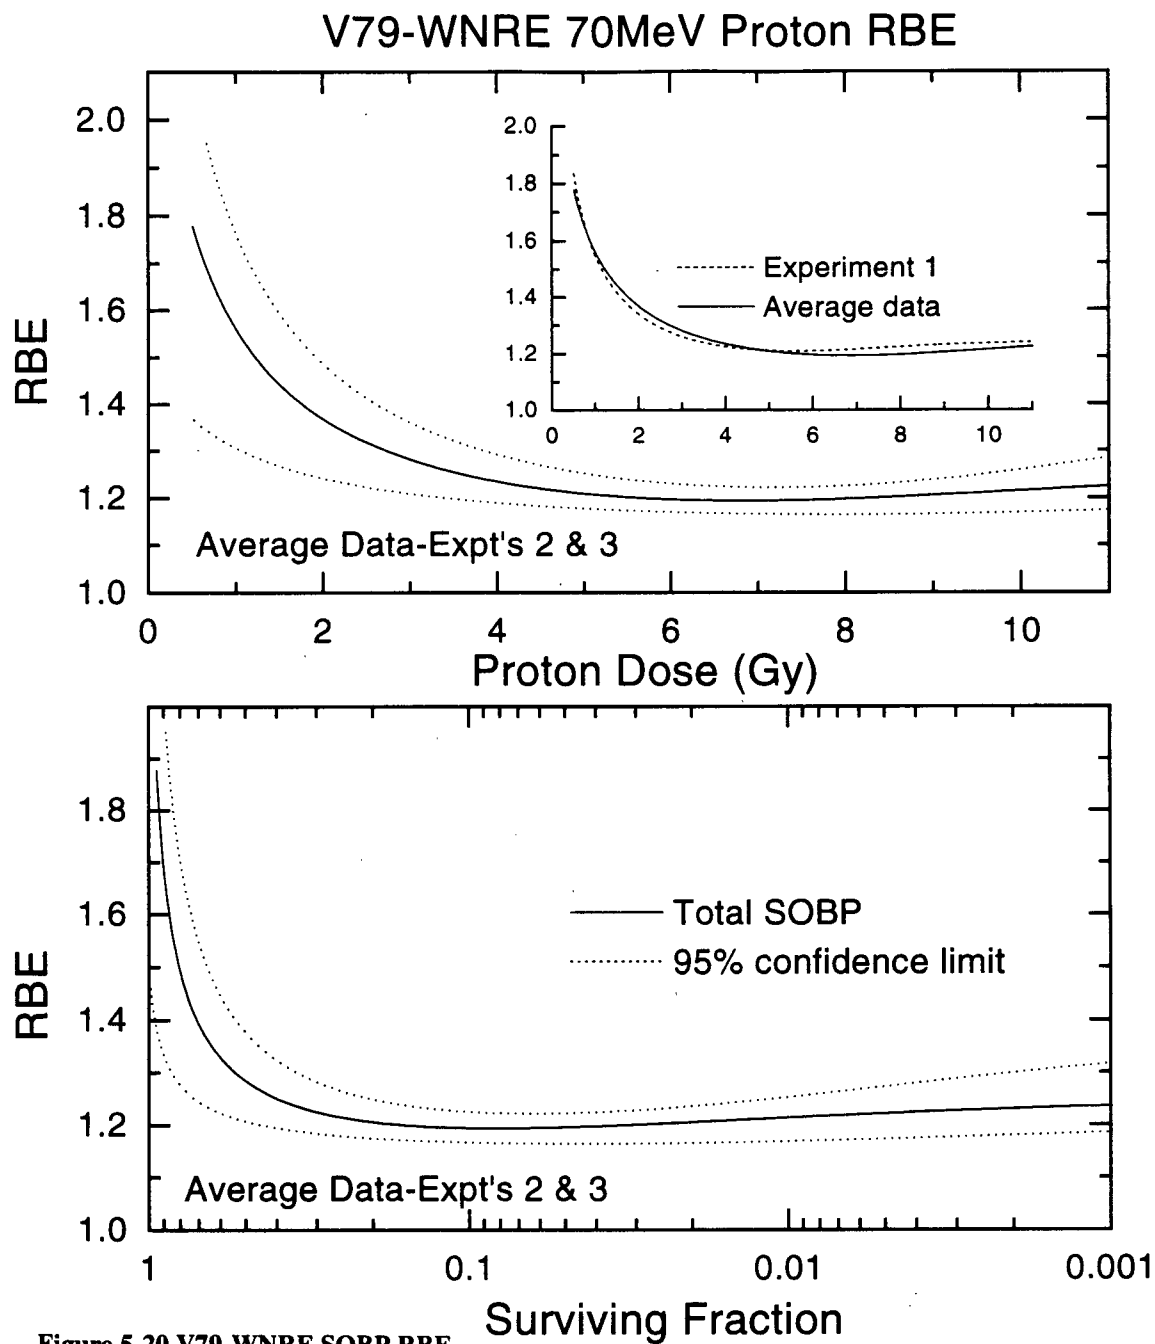 V79-WNRE 70MeV Proton RBE
2.0
1.8
1.6
1.4
1.2
1.0
RBE
2.0
1.8
1.6
1.4
1.2
1.0
Experiment 1
Average data
0 2 4 6 8 10
Average Data-Expt's 2 & 3
0 2 4 6 8 10
Proton Dose (Gy)
1.8
1.6
1.4
1.2
1.0
RBE
Total SOBP
95% confidence limit
Average Data-Expt's 2 & 3
1 0.1 0.01 0.001
Surviving Fraction
Figure 5-20 V79-WNRE SOBP RBE